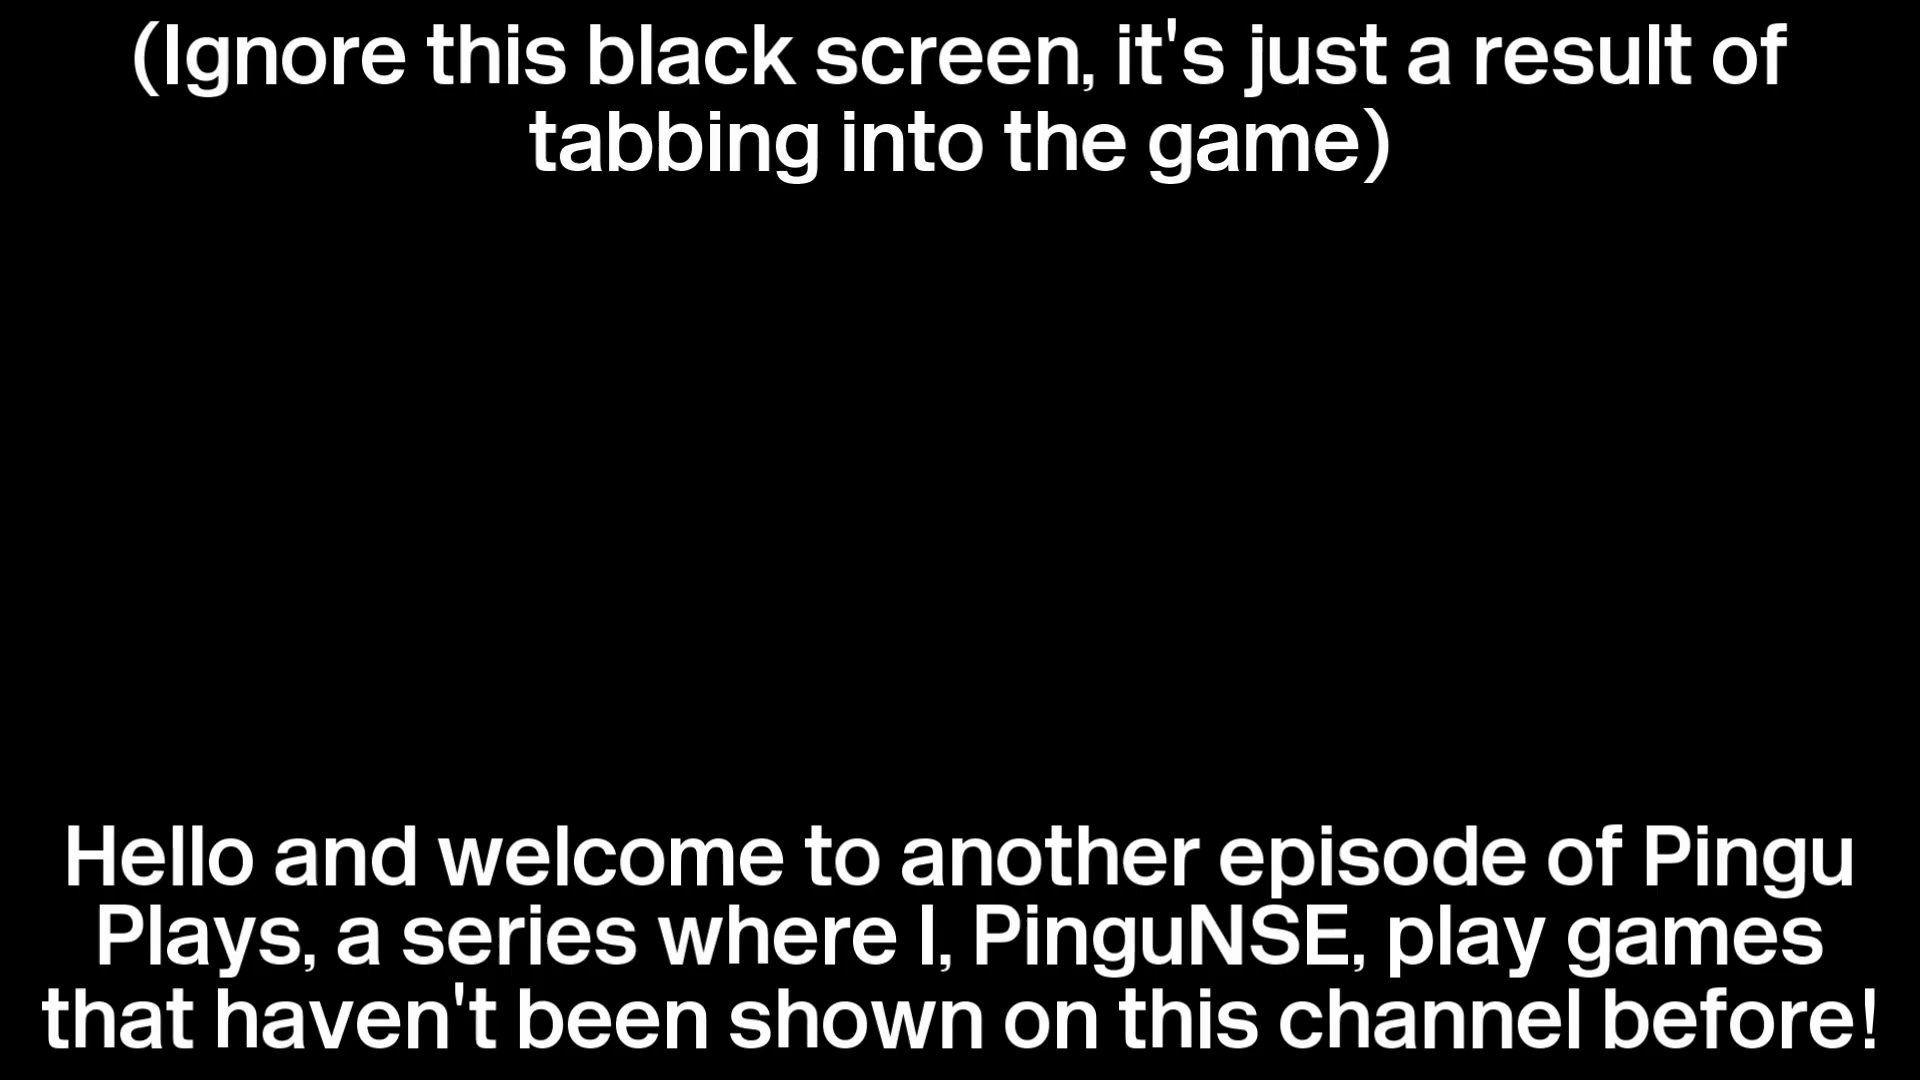 (Ignore this black screen, it's just a result of
tabbing into the game)
Hello and welcome to another episode of Pingu
Plays, a series where I, PinguNSE, play games
that haven't been shown on this channel before!